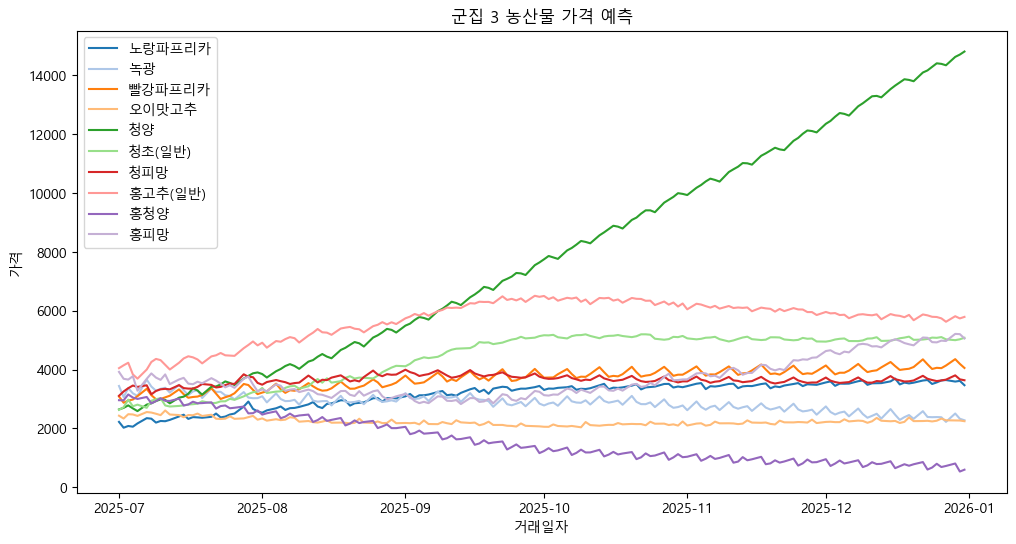 군집 3 농산물 가격 예측
노랑파프리카
녹광
빨강파프리카
오이맛고추
청양
청초(일반)
청피망
홍고추(일반)
홍청양
홍피망
가격
14000
12000
10000
8000
6000
4000
2000
0
2025-07
2025-08
2025-09
2025-10
2025-11
2025-12
2026-01
거래일자